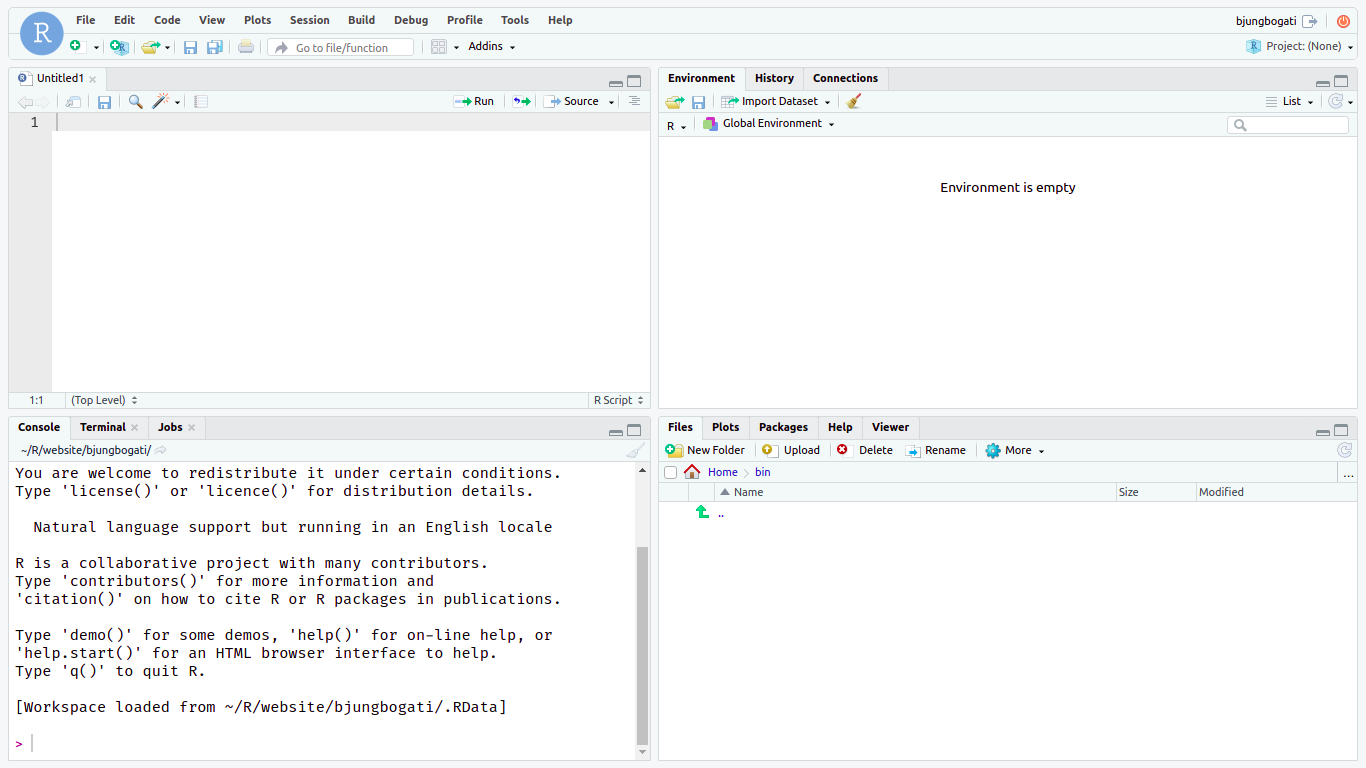 R
File Edit Code View Plots Session Build Debug Profile Tools Help
bjungbogati
Go to file/function
Addins
Project: (None)
Untitled1
Run
Source
1
1:1
(Top Level)
R Script
Environment History Connections
Import Dataset
List
R
Global Environment
Environment is empty
Console Terminal Jobs
~/R/website/bjungbogati/
You are welcome to redistribute it under certain conditions.
Type 'license()' or 'licence()' for distribution details.
Natural language support but running in an English locale
R is a collaborative project with many contributors.
Type 'contributors()' for more information and
'citation()' on how to cite R or R packages in publications.
Type 'demo()' for some demos, 'help()' for on-line help, or
'help.start()' for an HTML browser interface to help.
Type 'q()' to quit R.
[Workspace loaded from ~/R/website/bjungbogati/.RData]
>
Files Plots Packages Help Viewer
New Folder Upload Delete Rename More
Home bin
...
Name Size Modified
..